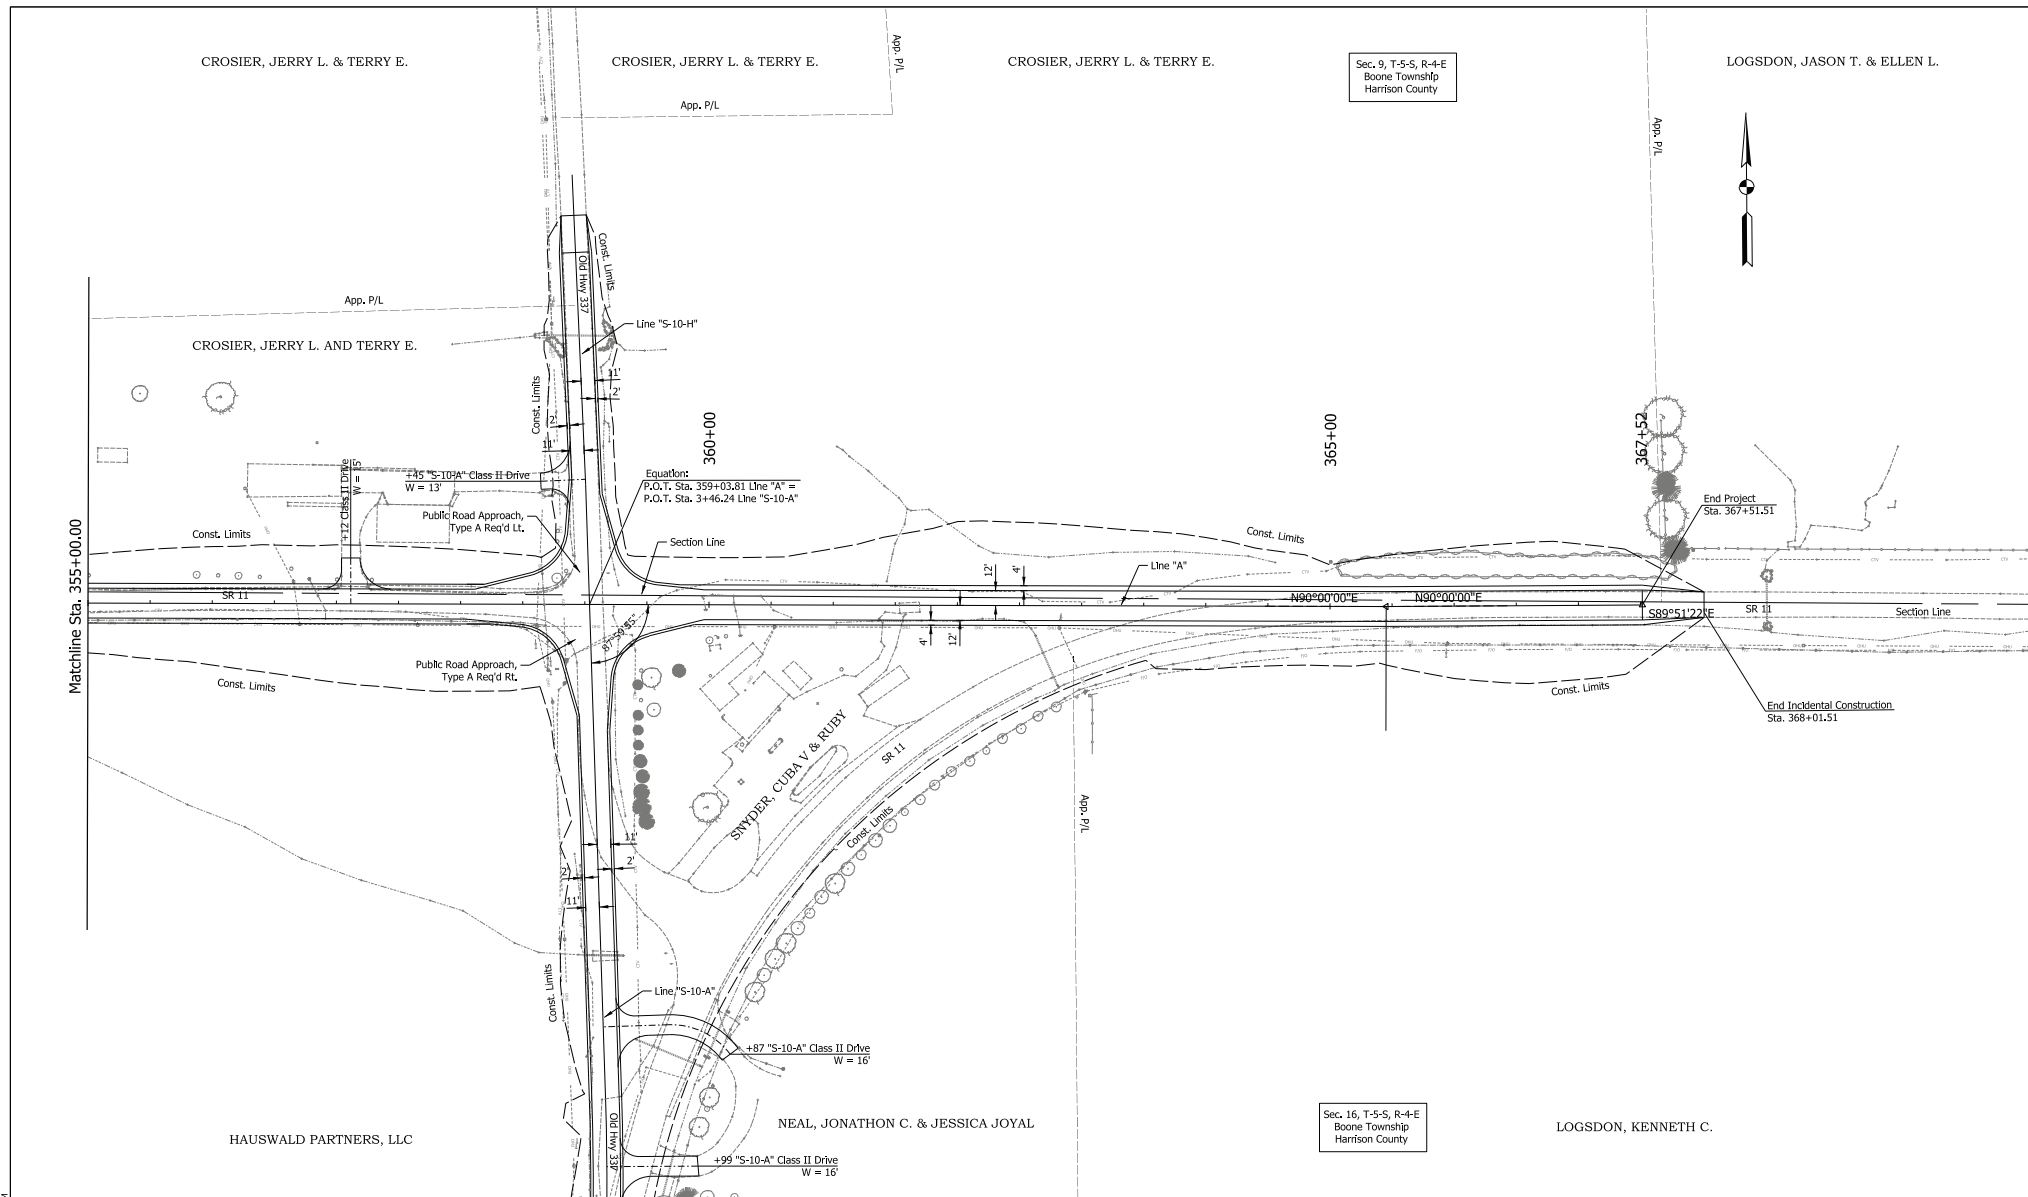 CROSIER, JERRY L. & TERRY E.
CROSIER, JERRY L. & TERRY E.
App. P/L
CROSIER, JERRY L. & TERRY E.
Sec. 9, T-5-S, R-4-E
Boone Township
Harrison County
LOGSDON, JASON T. & ELLEN L.
App. P/L
App. P/L
Const. Limits
Old Hwy 337
App. P/L
Line "S-10-H"
CROSIER, JERRY L. AND TERRY E.
11'
2'
Const. Limits
2'
11'
360+00
365+00
367+52
+12 Class II Drive
W = 15'
+45 "S-10-A" Class II Drive
W = 13'
Equation:
P.O.T. Sta. 359+03.81 Line "A" =
P.O.T. Sta. 3+46.24 Line "S-10-A"
End Project
Sta. 367+51.51
Public Road Approach,
Type A Req'd Lt.
Const. Limits
Section Line
Const. Limits
Line "A"
12'
4'
SR 11
N90°00'00"E
N90°00'00"E
S89°51'22"E
SR 11
Section Line
Matchline Sta. 355+00.00
87°59'55"
4'
12'
Public Road Approach,
Type A Req'd Rt.
Const. Limits
Const. Limits
End Incidental Construction
Sta. 368+01.51
SNYDER, CUBA V & RUBY
SR 11
Const. Limits
App. P/L
11'
2'
2'
11'
Const. Limits
Line "S-10-A"
+87 "S-10-A" Class II Drive
W = 16'
Old Hwy 337
HAUSWALD PARTNERS, LLC
NEAL, JONATHON C. & JESSICA JOYAL
Sec. 16, T-5-S, R-4-E
Boone Township
Harrison County
LOGSDON, KENNETH C.
+99 "S-10-A" Class II Drive
W = 16'